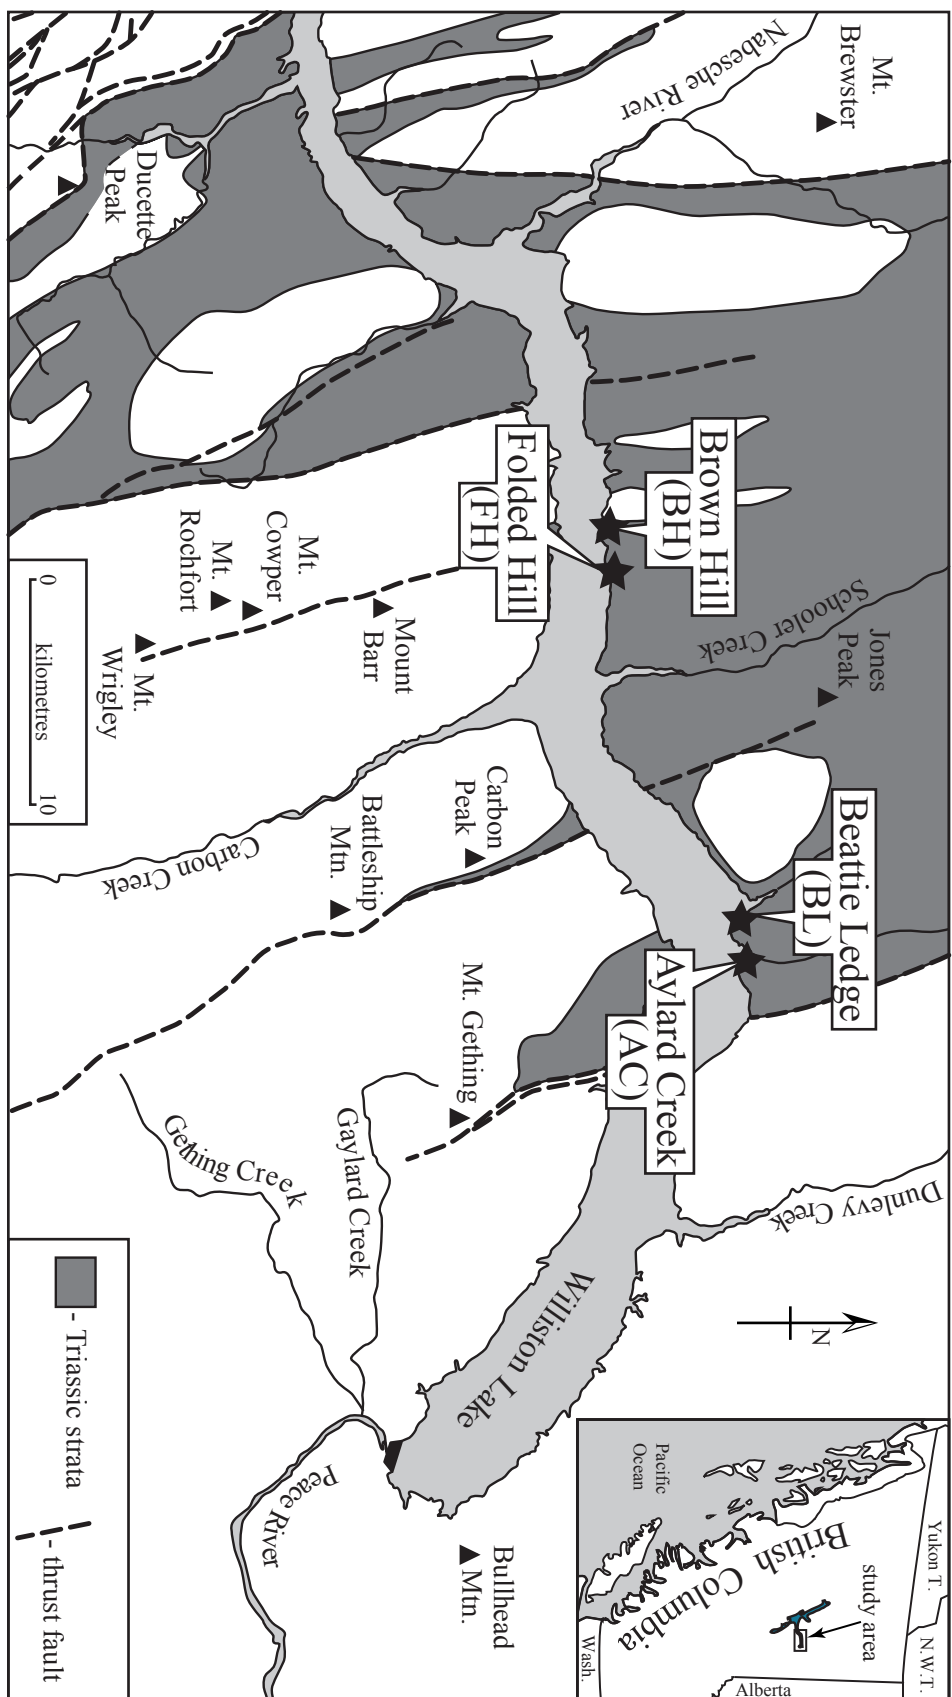 Mt.
Brewster
Nabesche River
Ducette
Peak
Brown Hill
(BH)
Folded Hill
(FH)
Schooler Creek
Jones
Peak
Mt.
Cowper
Mt.
Rochfort
Mount
Barr
Mt.
Wrigley
0
10
kilometres
Carbon
Peak
Battleship
Mtn.
Carbon Creek
Beattie Ledge
(BL)
Aylard Creek
(AC)
Mt. Gething
Gaylard Creek
Gething Creek
Dunlevy Creek
N
Williston Lake
Peace River
Bullhead
Mtn.
Yukon T.
N.W.T.
British Columbia
study area
Pacific
Ocean
Wash.
Alberta
- Triassic strata
- thrust fault